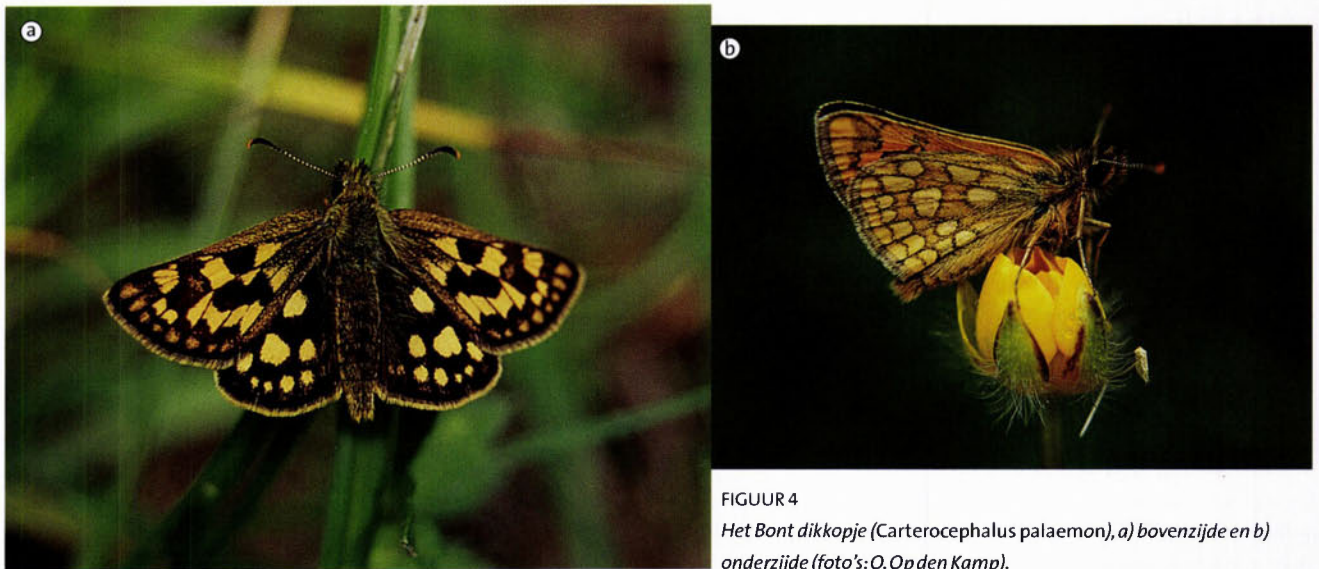 a
b
FIGUUR 4
Het Bont dikkopje (Carterocephalus palaemon), a) bovenzijde en b)
onderzijde (foto's: O. Op den Kamp).